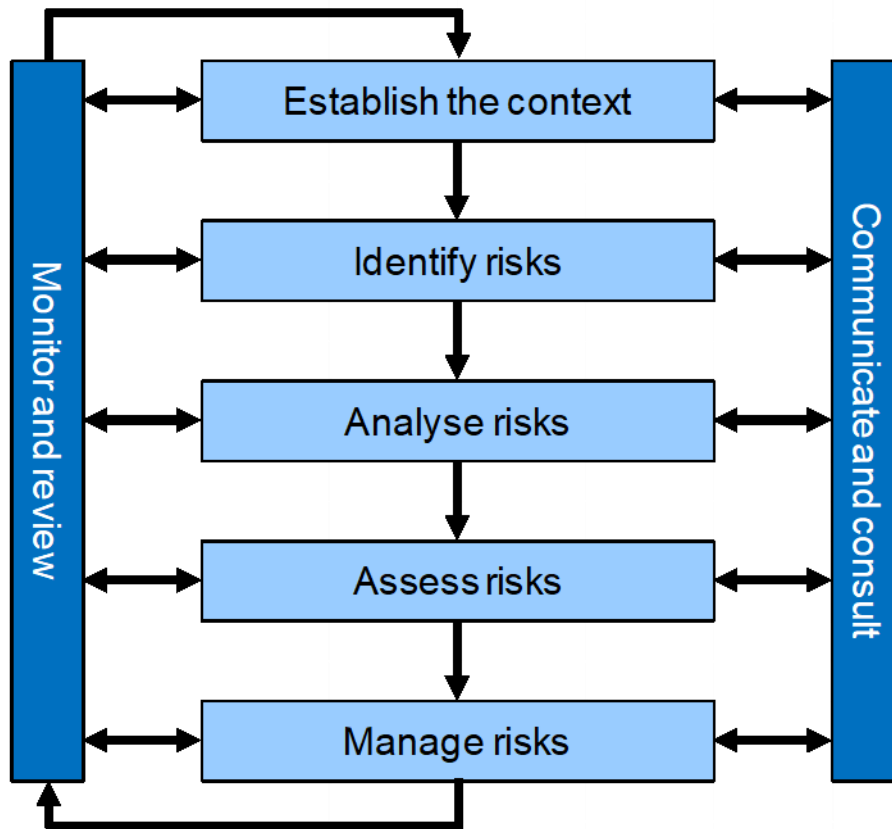 Establish the context
Identify risks
Analyse risks
Assess risks
Manage risks
Monitor and review
Communicate and consult